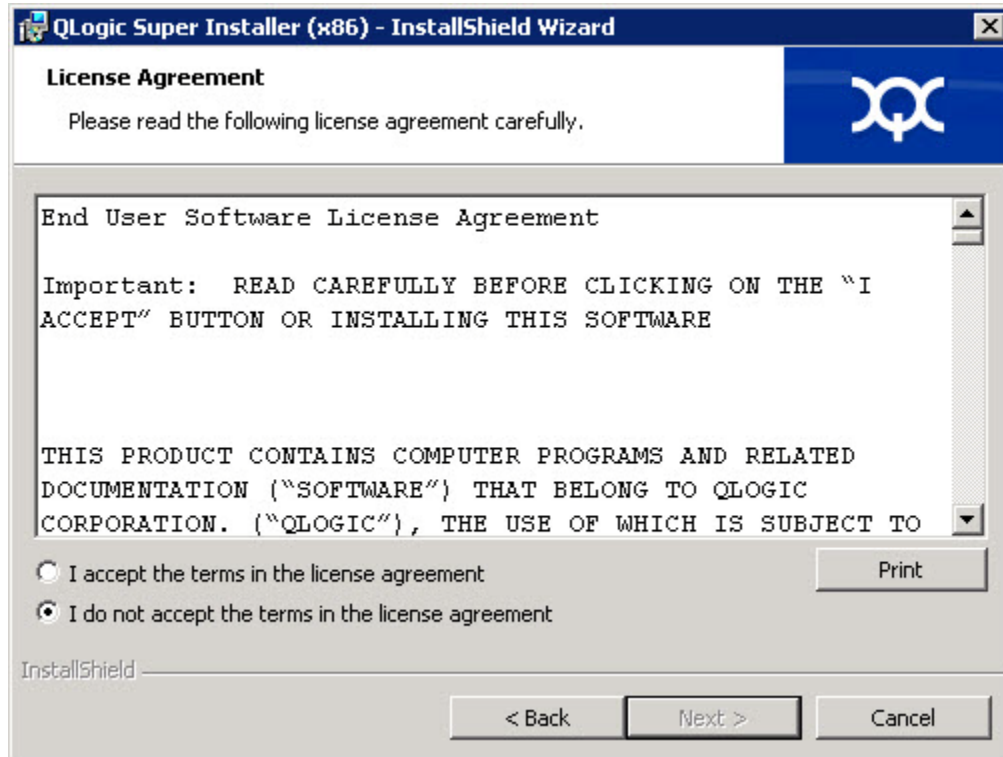 QLogic Super Installer (x86) - InstallShield Wizard
License Agreement
Please read the following license agreement carefully.
End User Software License Agreement
Important:  READ CAREFULLY BEFORE CLICKING ON THE “I
ACCEPT” BUTTON OR INSTALLING THIS SOFTWARE
THIS PRODUCT CONTAINS COMPUTER PROGRAMS AND RELATED
DOCUMENTATION (“SOFTWARE”) THAT BELONG TO QLOGIC
CORPORATION. (“QLOGIC”), THE USE OF WHICH IS SUBJECT TO
I accept the terms in the license agreement
Print
I do not accept the terms in the license agreement
InstallShield
< Back
Next >
Cancel